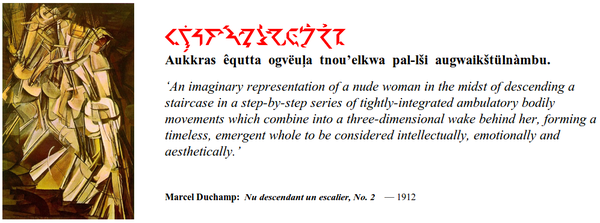 Aukkras êqutta ogvëuļa tnou’elkwa pal-lši augwaikštülnàmbu.
‘An imaginary representation of a nude woman in the midst of descending a
staircase in a step-by-step series of tightly-integrated ambulatory bodily
movements which combine into a three-dimensional wake behind her, forming a
timeless, emergent whole to be considered intellectually, emotionally and
aesthetically.’
Marcel Duchamp: Nu descendant un escalier, No. 2 — 1912